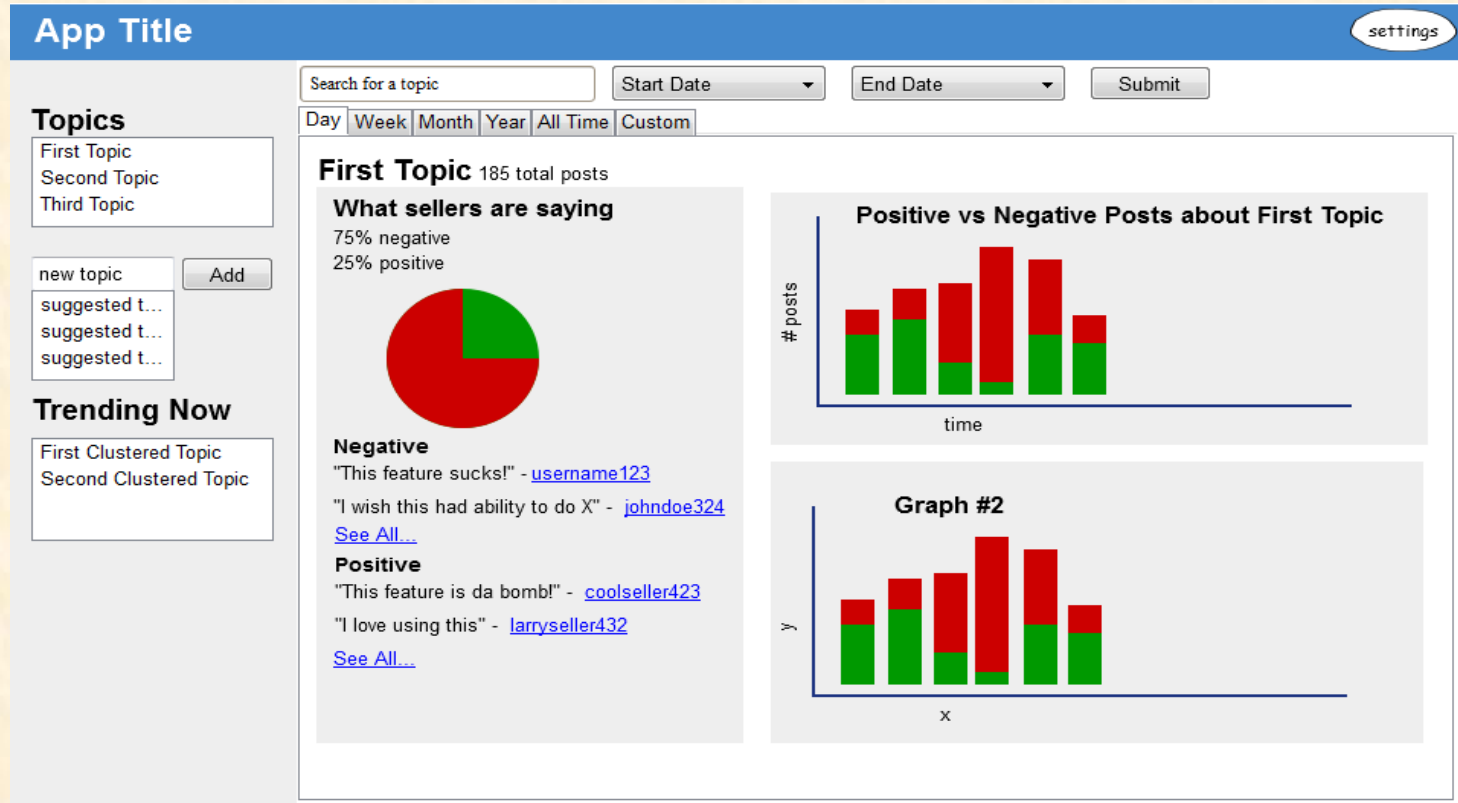 App Title
settings
Search for a topic
Start Date
End Date
Submit
Topics
First Topic
Second Topic
Third Topic
new topic
Add
suggested t...
suggested t...
suggested t...
Trending Now
First Clustered Topic
Second Clustered Topic
Day
Week
Month
Year
All Time
Custom
First Topic 185 total posts
What sellers are saying
75% negative
25% positive
Negative
"This feature sucks!" - username123
"I wish this had ability to do X" - johndoe324
See All...
Positive
"This feature is da bomb!" - coolseller423
"I love using this" - larryseller432
See All...
Positive vs Negative Posts about First Topic
# posts
time
Graph #2
y
x